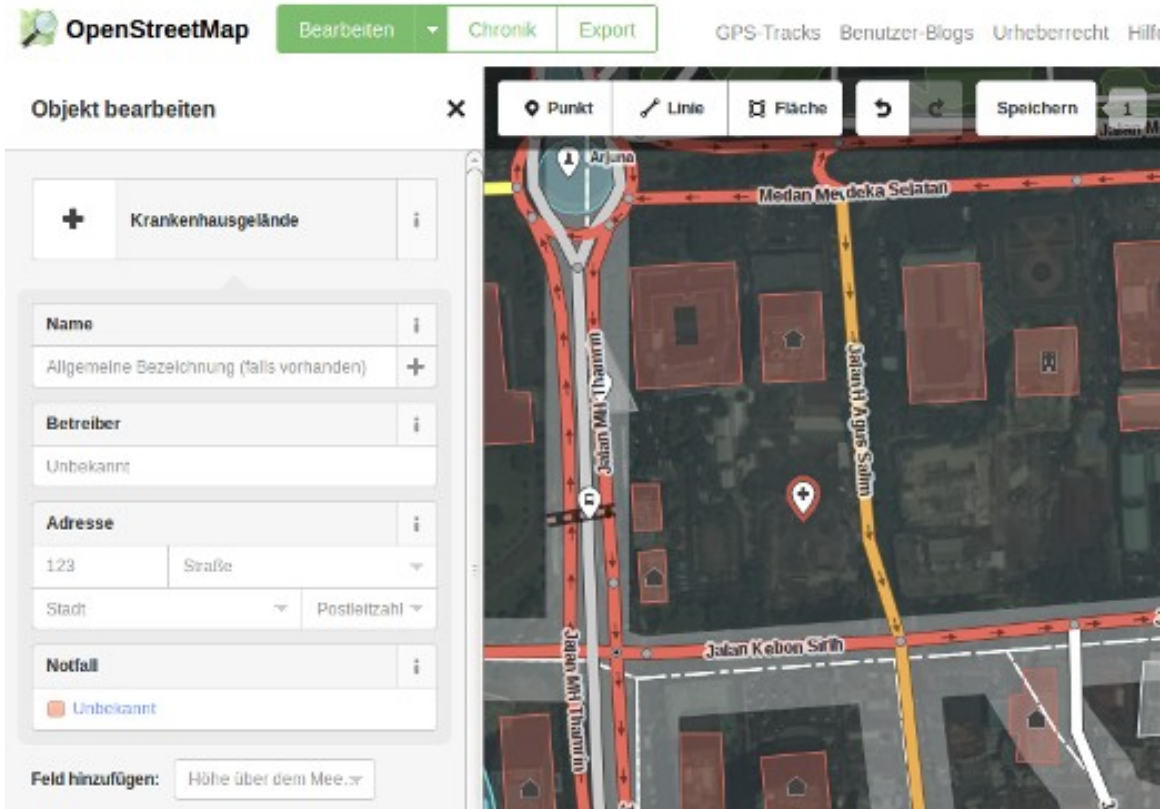 OpenStreetMap
Bearbeiten
Chronik
Export
GPS-Tracks
Benutzer-Blogs
Urheberrecht
Hilfe
Objekt bearbeiten
Punkt
Linie
Fläche
Speichern
1
Krankenhausgelände
Name
Allgemeine Bezeichnung (falls vorhanden)
Betreiber
Unbekannt
Adresse
123
Straße
Stadt
Postleitzahl
Notfall
Unbekannt
Feld hinzufügen:
Höhe über dem Mee...
Jalan M
Arjuna
Medan Merdeka Selatan
Jalan MH Thamrin
Jalan H Agus Salim
Jalan Kebon Sirih
Jalan MH Thamrin